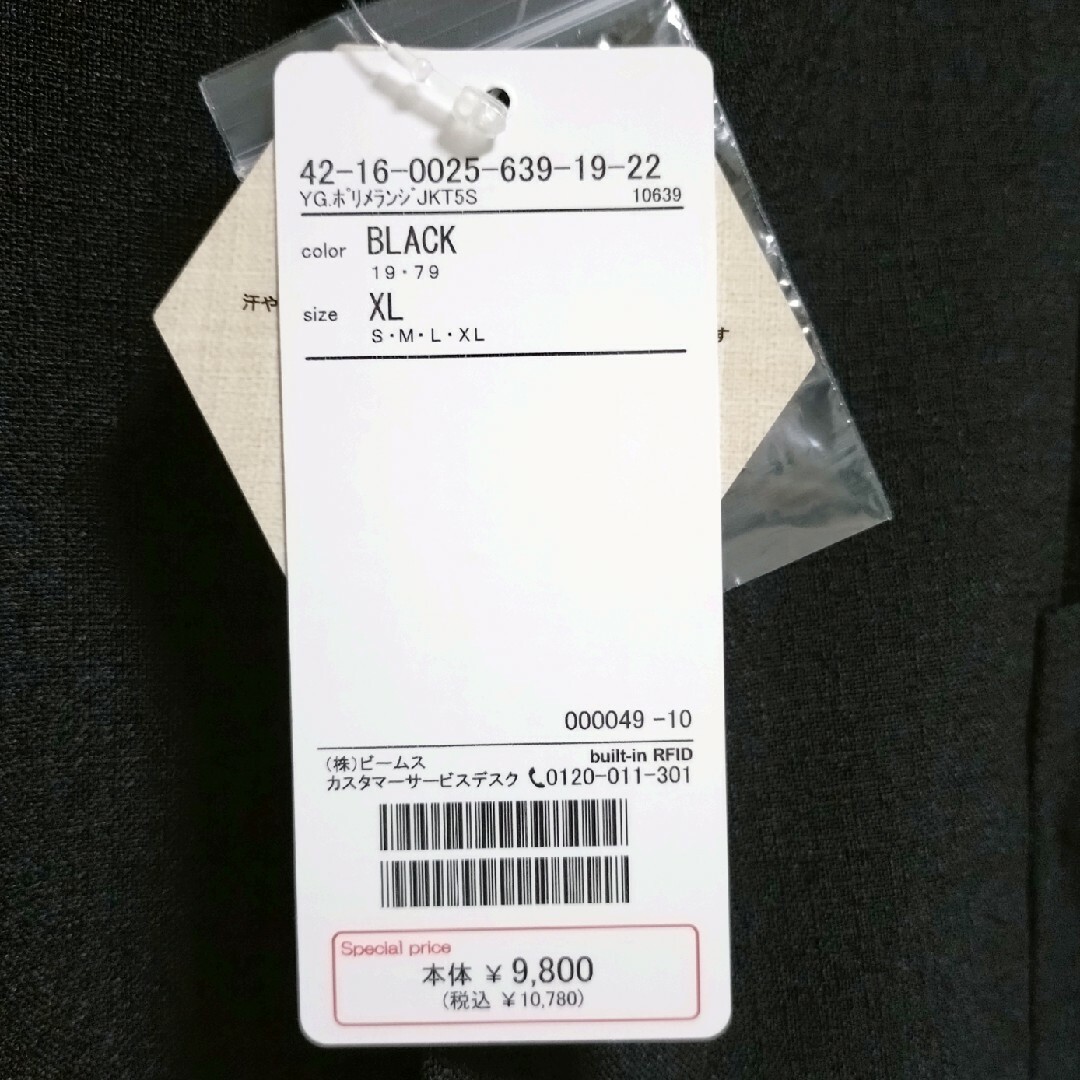 42-16-0025-639-19-22
YG.ﾎﾟﾘﾒﾗﾝｼﾞJKT5S 10639
color BLACK
19・79
size XL
S・M・L・XL
汗や
す
000049 -10
built-in RFID
(株)ビームス
カスタマーサービスデスク 0120-011-301
Special price
本体 ¥ 9,800
(税込 ¥10,780)